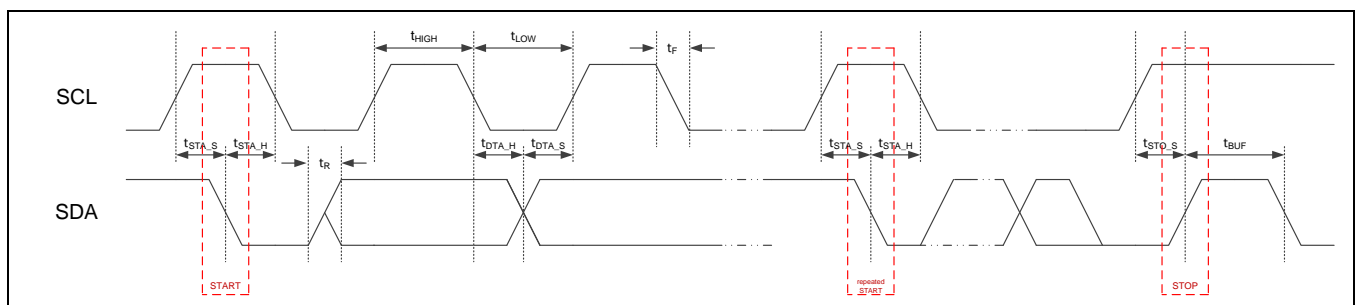 tHIGH
tLOW
tF
SCL
tSTA_S
tSTA_H
tR
tDTA_H
tDTA_S
tSTA_S
tSTA_H
tSTO_S
tBUF
SDA
START
repeated
START
STOP